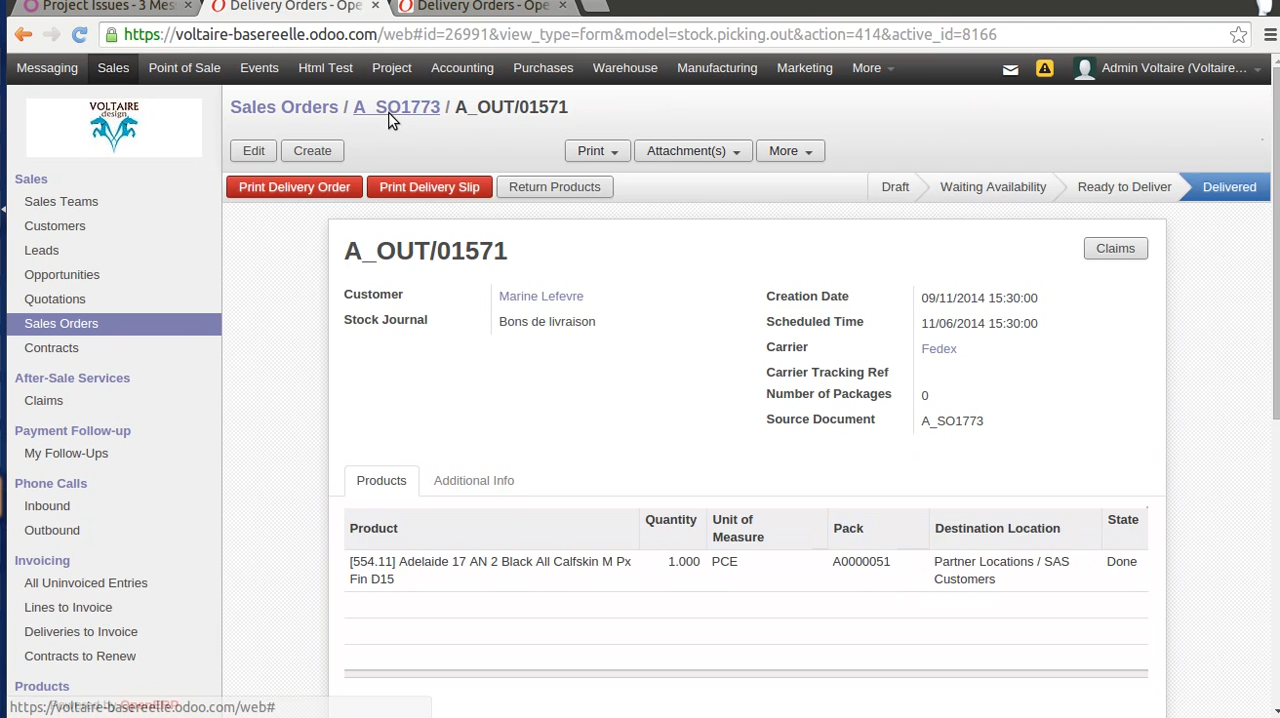 Project Issues - 3 Mes
Delivery Orders - Ope
Delivery Orders - Ope
https://voltaire-basereelle.odoo.com/web#id=26991&view_type=form&model=stock.picking.out&action=414&active_id=8166
Messaging Sales Point of Sale Events Html Test Project Accounting Purchases Warehouse Manufacturing Marketing More Admin Voltaire (Voltaire...
VOLTAIRE
design
Sales Orders / A_SO1773 / A_OUT/01571
Edit Create Print Attachment(s) More
Print Delivery Order Print Delivery Slip Return Products Draft Waiting Availability Ready to Deliver Delivered
Sales
Sales Teams
Customers
Leads
Opportunities
Quotations
Sales Orders
Contracts
After-Sale Services
Claims
Payment Follow-up
My Follow-Ups
Phone Calls
Inbound
Outbound
Invoicing
All Uninvoiced Entries
Lines to Invoice
Deliveries to Invoice
Contracts to Renew
Products
A_OUT/01571
Claims
Customer Marine Lefevre
Stock Journal Bons de livraison
Creation Date 09/11/2014 15:30:00
Scheduled Time 11/06/2014 15:30:00
Carrier Fedex
Carrier Tracking Ref
Number of Packages 0
Source Document A_SO1773
Products Additional Info
Product Quantity Unit of Measure Pack Destination Location State
[554.11] Adelaide 17 AN 2 Black All Calfskin M Px 1.000 PCE A0000051 Partner Locations / SAS Done
Fin D15 Customers
https://voltaire-basereelle.odoo.com/web#